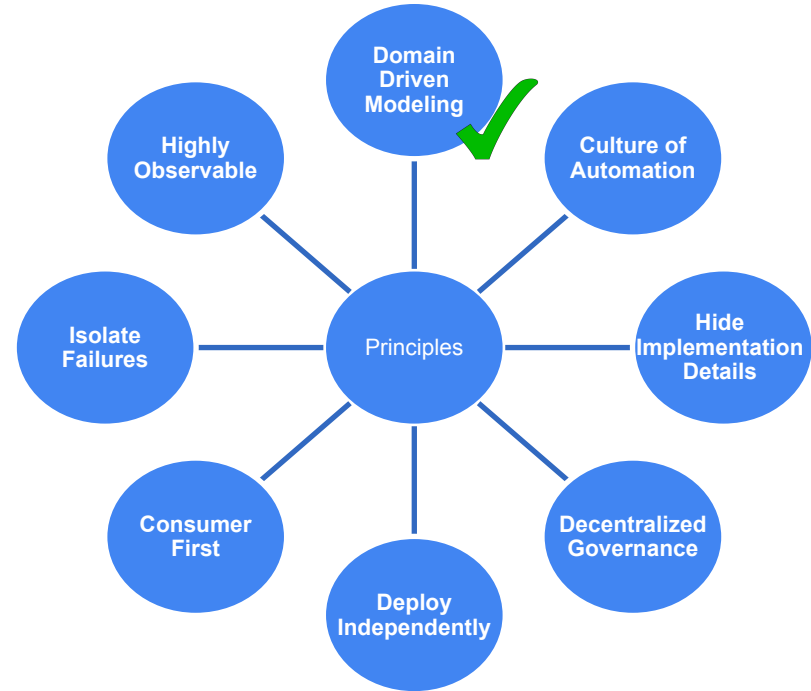 Domain
Driven
Modeling
Highly
Observable
Culture of
Automation
Isolate
Failures
Principles
Hide
Implementation
Details
Consumer
First
Decentralized
Governance
Deploy
Independently